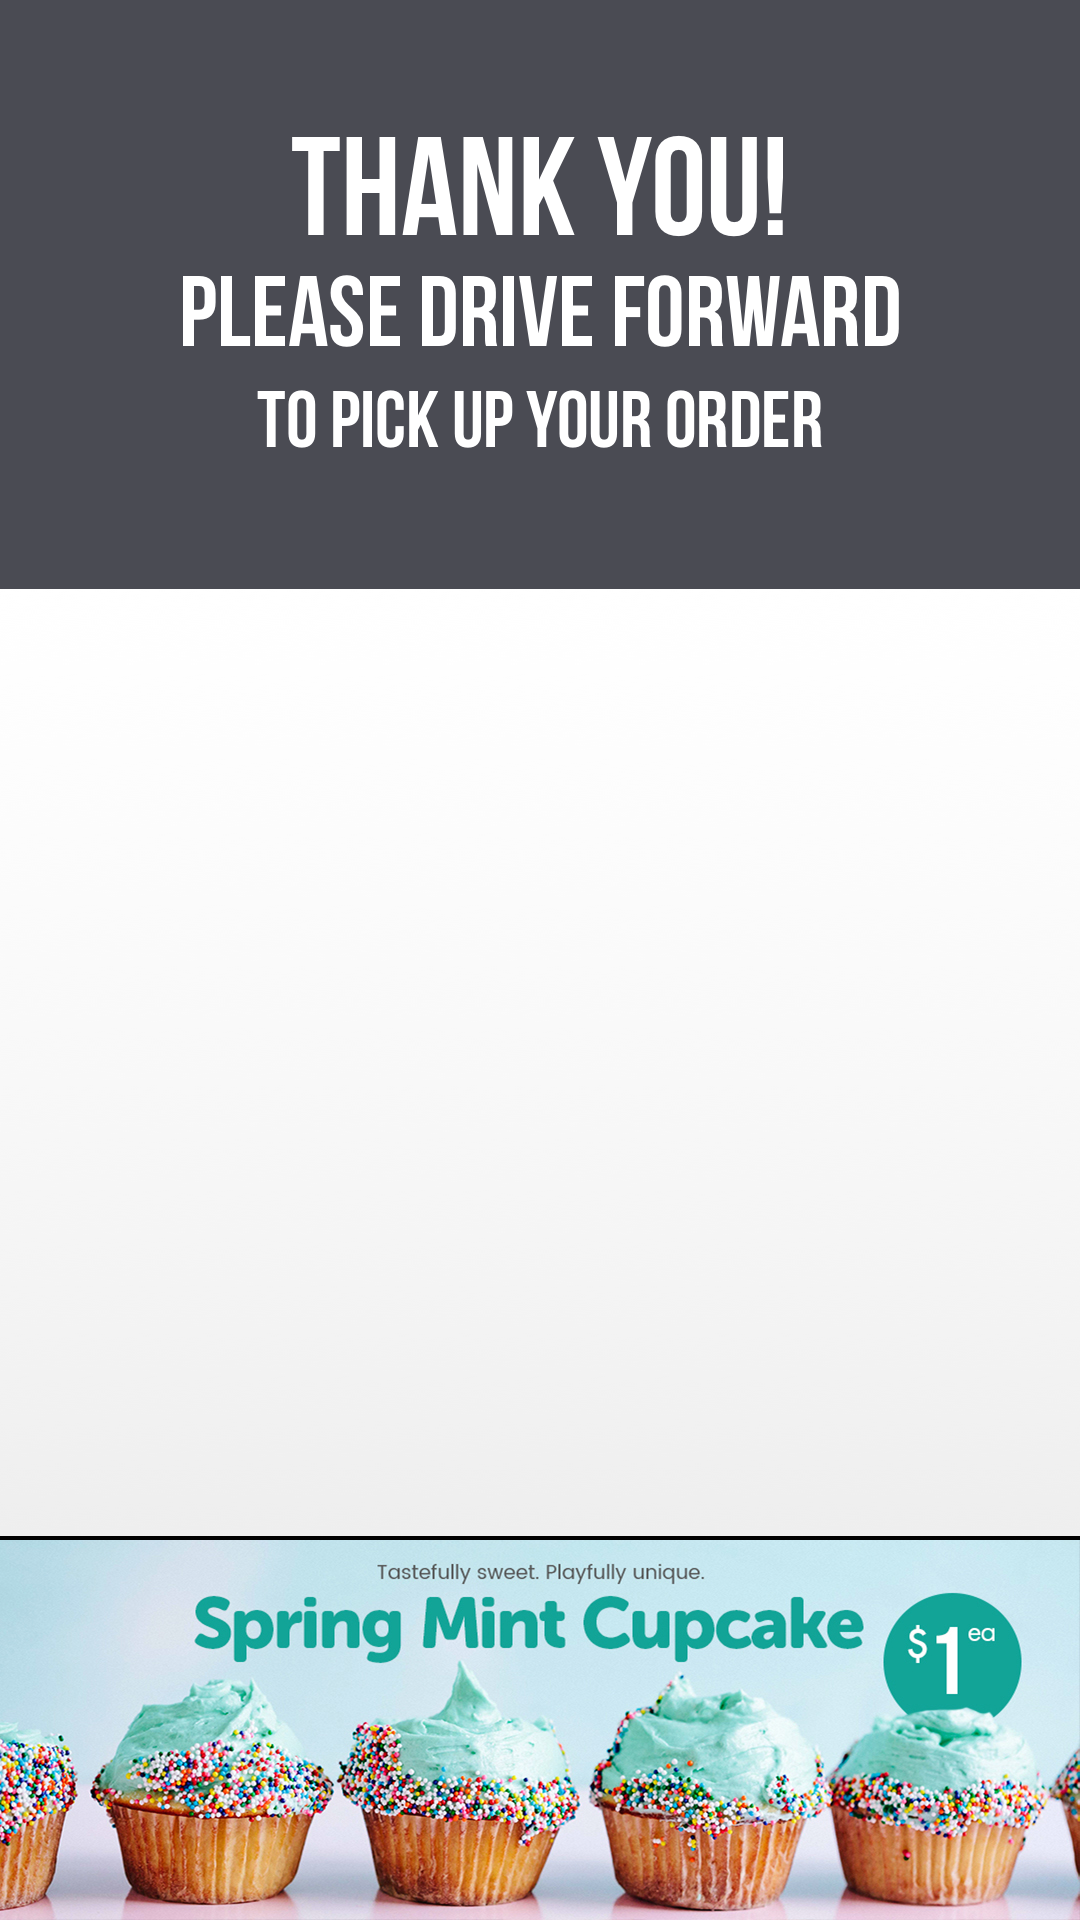 THANK YOU!
PLEASE DRIVE FORWARD
TO PICK UP YOUR ORDER
Tastefully sweet. Playfully unique.
Spring Mint Cupcake
$1 ea